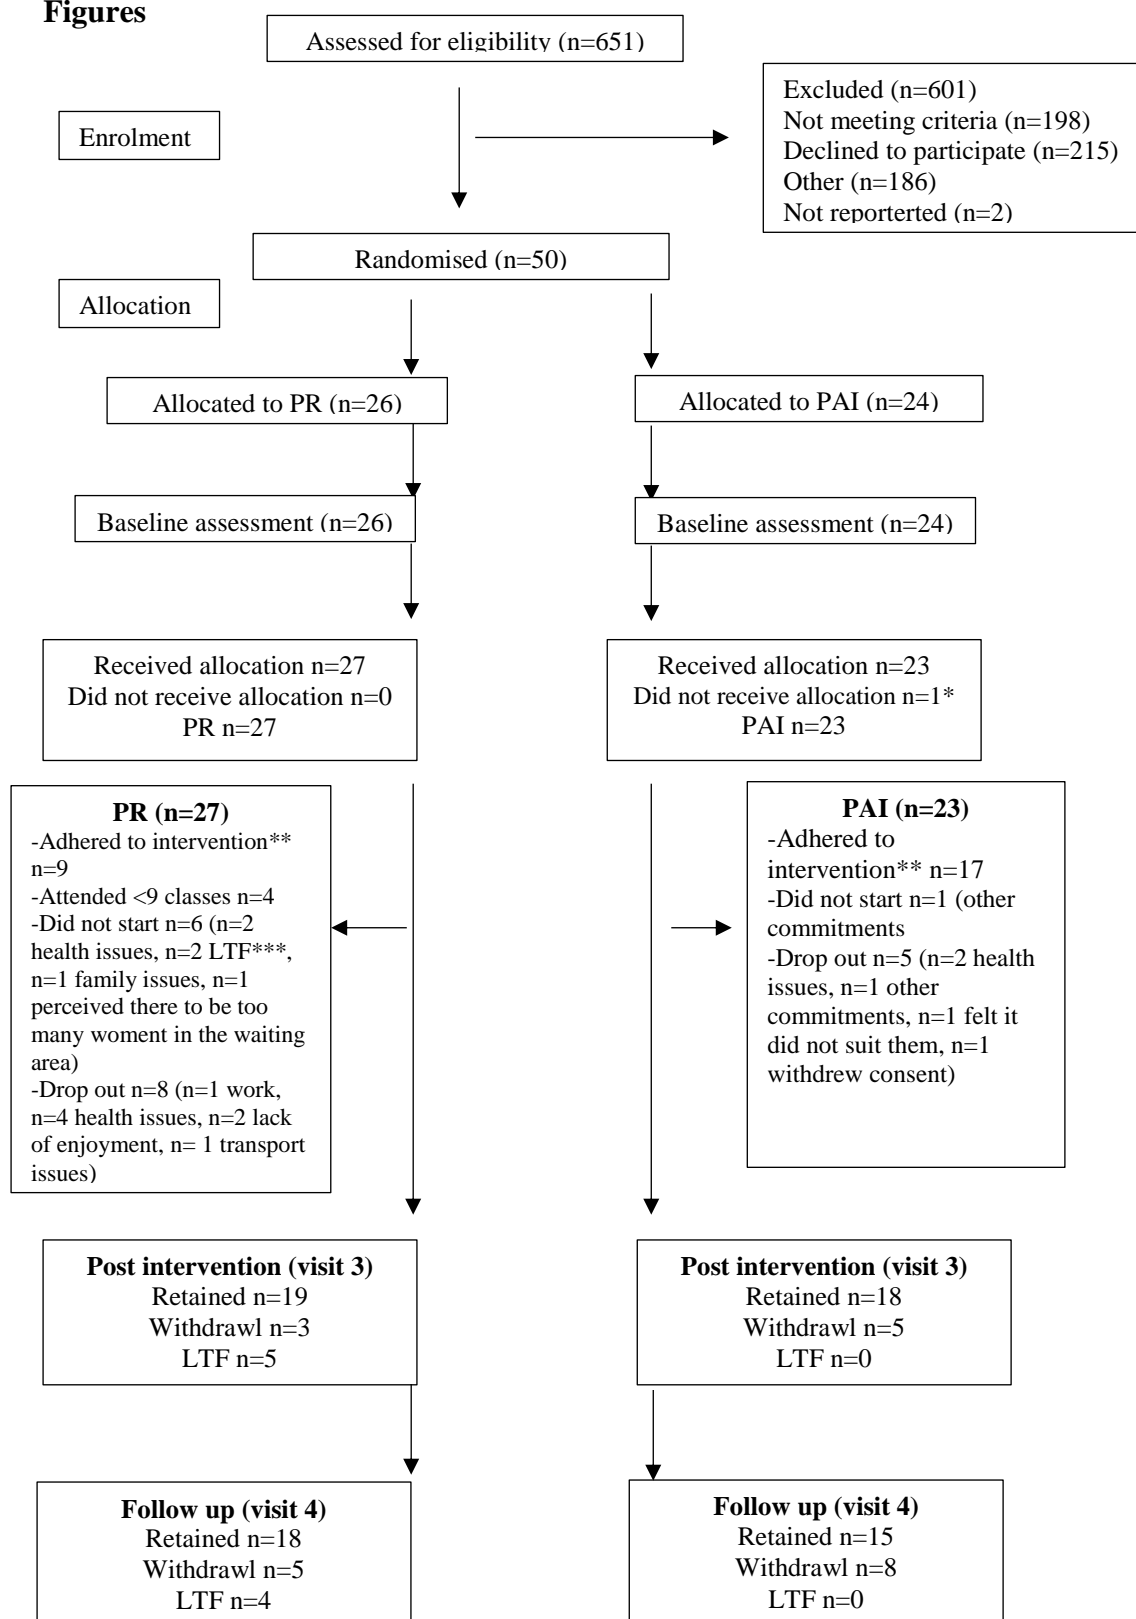 Figures
Assessed for eligibility (n=651)
Excluded (n=601)
Not meeting criteria (n=198)
Declined to participate (n=215)
Other (n=186)
Not reporterted (n=2)
Enrolment
Randomised (n=50)
Allocation
Allocated to PR (n=26)
Allocated to PAI (n=24)
Baseline assessment (n=26)
Baseline assessment (n=24)
Received allocation n=27
Did not receive allocation n=0
PR n=27
Received allocation n=23
Did not receive allocation n=1*
PAI n=23
PR (n=27)
-Adhered to intervention**
n=9
-Attended <9 classes n=4
-Did not start n=6 (n=2
health issues, n=2 LTF***,
n=1 family issues, n=1
perceived there to be too
many woment in the waiting
area)
-Drop out n=8 (n=1 work,
n=4 health issues, n=2 lack
of enjoyment, n= 1 transport
issues)
PAI (n=23)
-Adhered to
intervention** n=17
-Did not start n=1 (other
commitments
-Drop out n=5 (n=2 health
issues, n=1 other
commitments, n=1 felt it
did not suit them, n=1
withdrew consent)
Post intervention (visit 3)
Retained n=19
Withdrawl n=3
LTF n=5
Post intervention (visit 3)
Retained n=18
Withdrawl n=5
LTF n=0
Follow up (visit 4)
Retained n=18
Withdrawl n=5
LTF n=4
Follow up (visit 4)
Retained n=15
Withdrawl n=8
LTF n=0